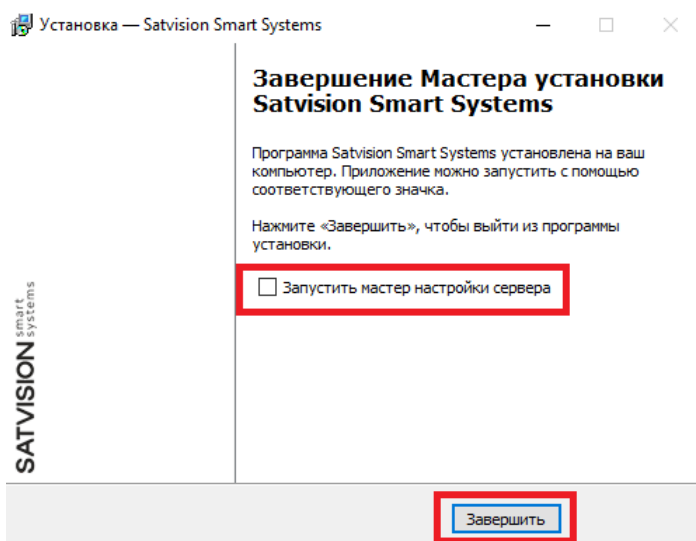 Установка — Satvision Smart Systems
Завершение Мастера установки
Satvision Smart Systems
Программа Satvision Smart Systems установлена на ваш
компьютер. Приложение можно запустить с помощью
соответствующего значка.
Нажмите «Завершить», чтобы выйти из программы
установки.
Запустить мастер настройки сервера
SATVISION smart
systems
Завершить